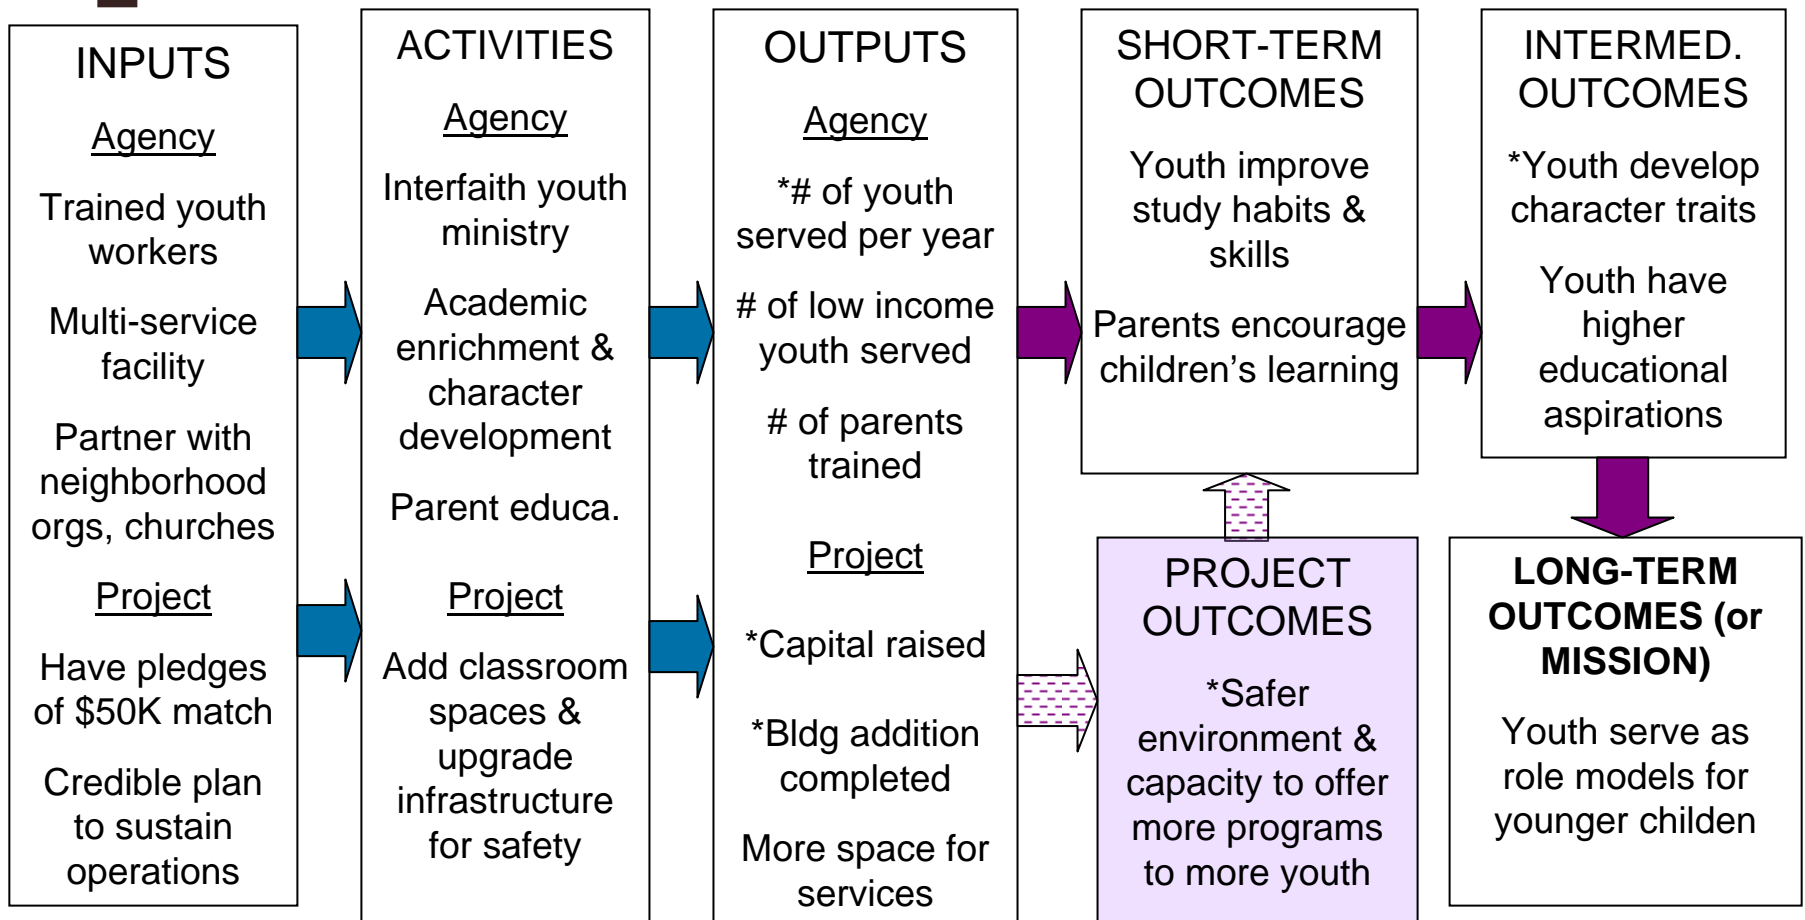 INPUTS
Agency
Trained youth
workers
Multi-service
facility
Partner with
neighborhood
orgs, churches
Project
Have pledges
of $50K match
Credible plan
to sustain
operations
ACTIVITIES
Agency
Interfaith youth
ministry
Academic
enrichment &
character
development
Parent educa.
Project
Add classroom
spaces &
upgrade
infrastructure
for safety
OUTPUTS
Agency
*# of youth
served per year
# of low income
youth served
# of parents
trained
Project
*Capital raised
*Bldg addition
completed
More space for
services
SHORT-TERM
OUTCOMES
Youth improve
study habits &
skills
Parents encourage
children’s learning
PROJECT
OUTCOMES
*Safer
environment &
capacity to offer
more programs
to more youth
INTERMED.
OUTCOMES
*Youth develop
character traits
Youth have
higher
educational
aspirations
LONG-TERM
OUTCOMES (or
MISSION)
Youth serve as
role models for
younger childen